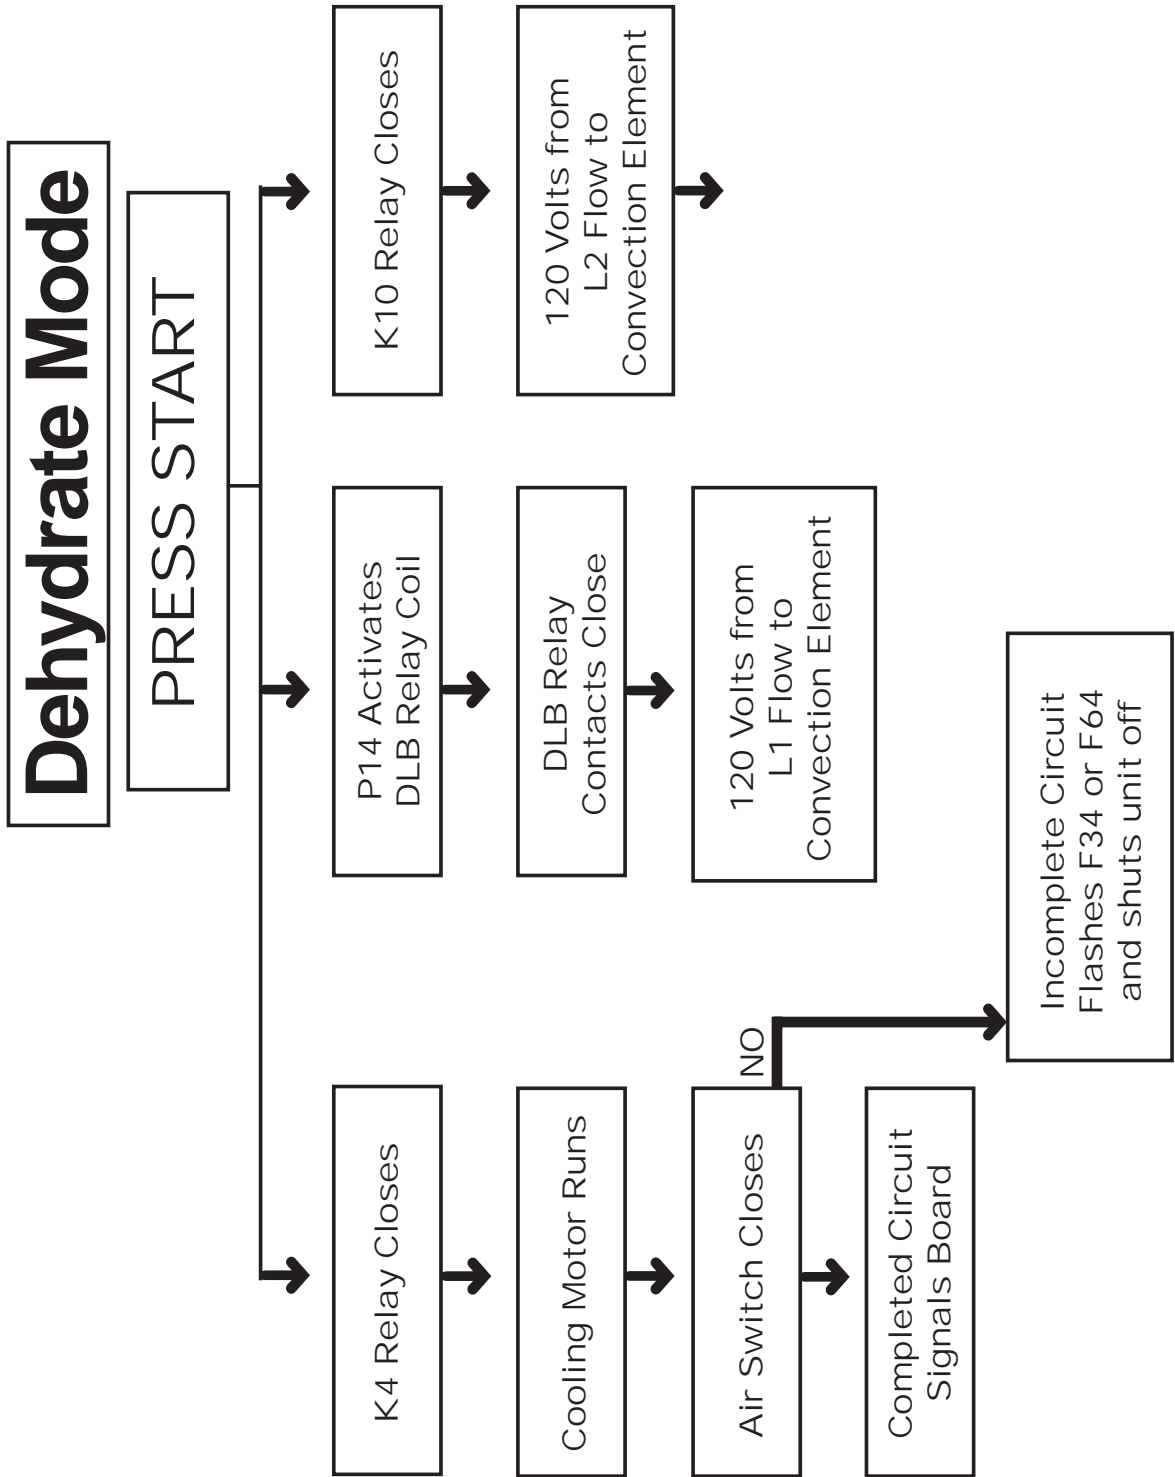 Dehydrate Mode
PRESS START
K4 Relay Closes
Cooling Motor Runs
Air Switch Closes
NO
Completed Circuit
Signals Board
Incomplete Circuit
Flashes F34 or F64
and shuts unit off
P14 Activates
DLB Relay Coil
DLB Relay
Contacts Close
120 Volts from
L1 Flow to
Convection Element
K10 Relay Closes
120 Volts from
L2 Flow to
Convection Element